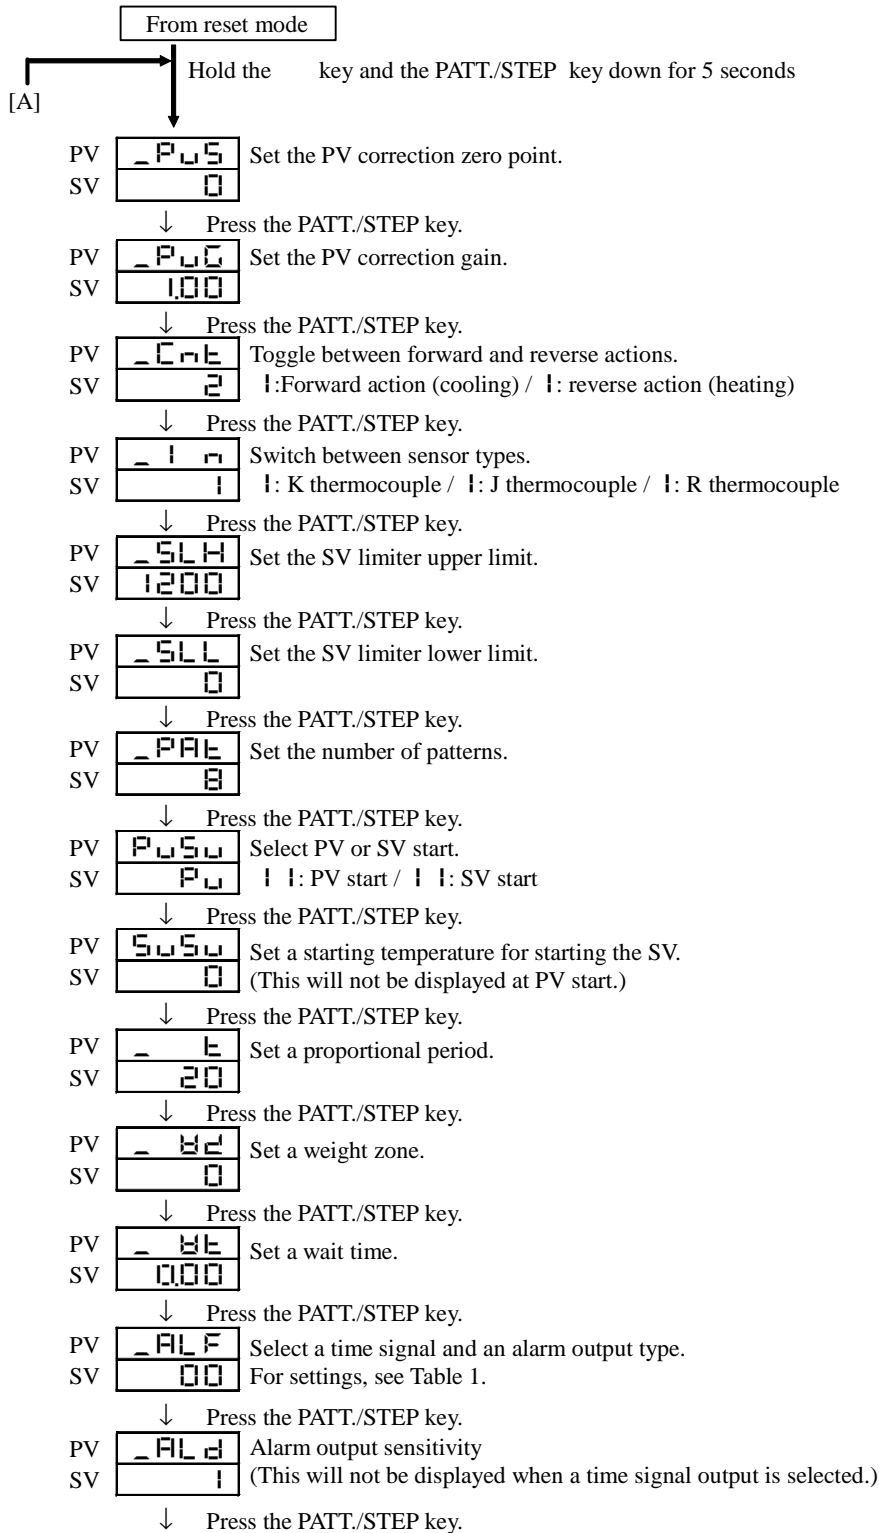 From reset mode
Hold the key and the PATT./STEP key down for 5 seconds
[A]
PV _PuS Set the PV correction zero point.
SV 0
↓ Press the PATT./STEP key.
PV _PuG Set the PV correction gain.
SV 1.00
↓ Press the PATT./STEP key.
PV _Cnt Toggle between forward and reverse actions.
SV 2 1:Forward action (cooling) / 1: reverse action (heating)
↓ Press the PATT./STEP key.
PV _I n Switch between sensor types.
SV 1 1: K thermocouple / 1: J thermocouple / 1: R thermocouple
↓ Press the PATT./STEP key.
PV _SLH Set the SV limiter upper limit.
SV 1200
↓ Press the PATT./STEP key.
PV _SLL Set the SV limiter lower limit.
SV 0
↓ Press the PATT./STEP key.
PV _PAt Set the number of patterns.
SV 8
↓ Press the PATT./STEP key.
PV PuSu Select PV or SV start.
SV Pu 1 1: PV start / 1 1: SV start
↓ Press the PATT./STEP key.
PV SuSu Set a starting temperature for starting the SV.
SV 0 (This will not be displayed at PV start.)
↓ Press the PATT./STEP key.
PV _ t Set a proportional period.
SV 20
↓ Press the PATT./STEP key.
PV _ d Set a weight zone.
SV 0
↓ Press the PATT./STEP key.
PV _ t Set a wait time.
SV 0.00
↓ Press the PATT./STEP key.
PV _ALF Select a time signal and an alarm output type.
SV 00 For settings, see Table 1.
↓ Press the PATT./STEP key.
PV _ALd Alarm output sensitivity
SV 1 (This will not be displayed when a time signal output is selected.)
↓ Press the PATT./STEP key.